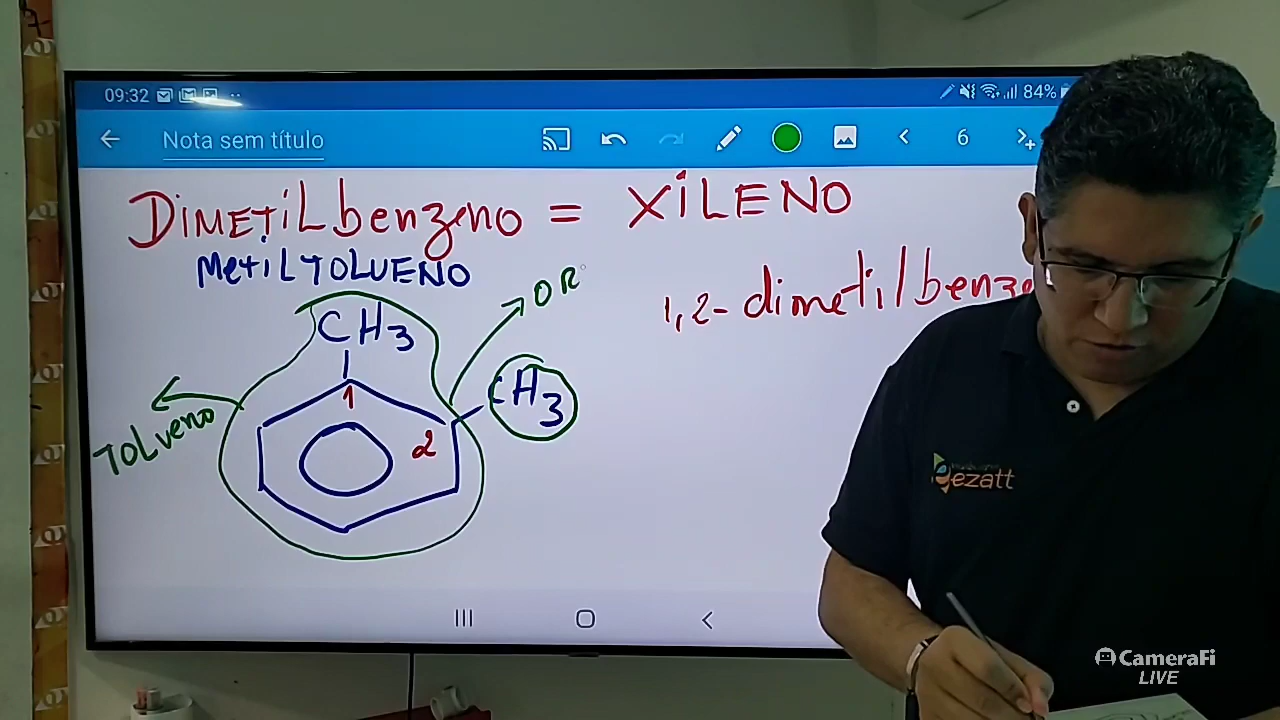 09:32 84%
Nota sem título 6
DiMETiLbenzeno = XiLENO
MetiLTOLUENO
OR
1,2-dimetilbenze
CH3
1
CH3
TOLueno
2
ezatt
CameraFi
LIVE